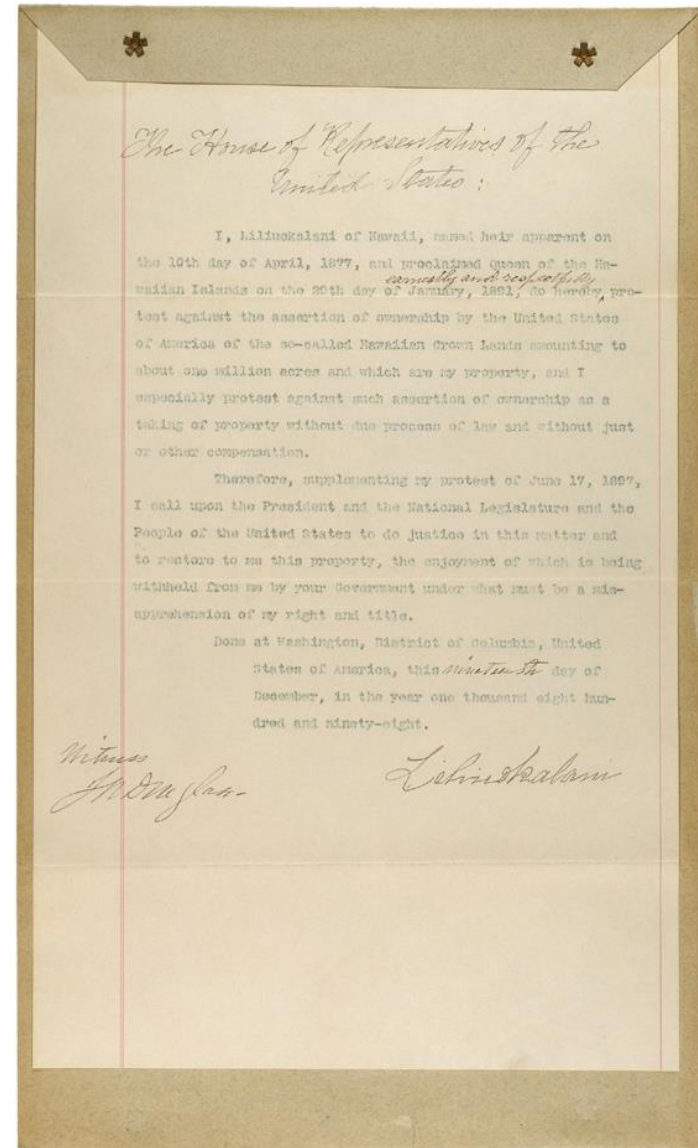 The House of Representatives of the
United States:
I, Liliuokalani of Hawaii, named heir apparent on
the 10th day of April, 1877, and proclaimed Queen of the Ha-
earnestly and respectfully
waiian Islands on the 29th day of January, 1891, do hereby, pro-
test against the assertion of ownership by the United States
of America of the so-called Hawaiian Crown Lands amounting to
about one million acres and which are my property, and I
especially protest against such assertion of ownership as a
taking of property without due process of law and without just
or other compensation.
Therefore, supplementing my protest of June 17, 1897,
I call upon the President and the National Legislature and the
People of the United States to do justice in this matter and
to restore to me this property, the enjoyment of which is being
withheld from me by your Government under what must be a mis-
apprehension of my right and title.
Done at Washington, District of Columbia, United
States of America, this nineteenth day of
December, in the year one thousand eight hun-
dred and ninety-eight.
Witness
Liliuokalani